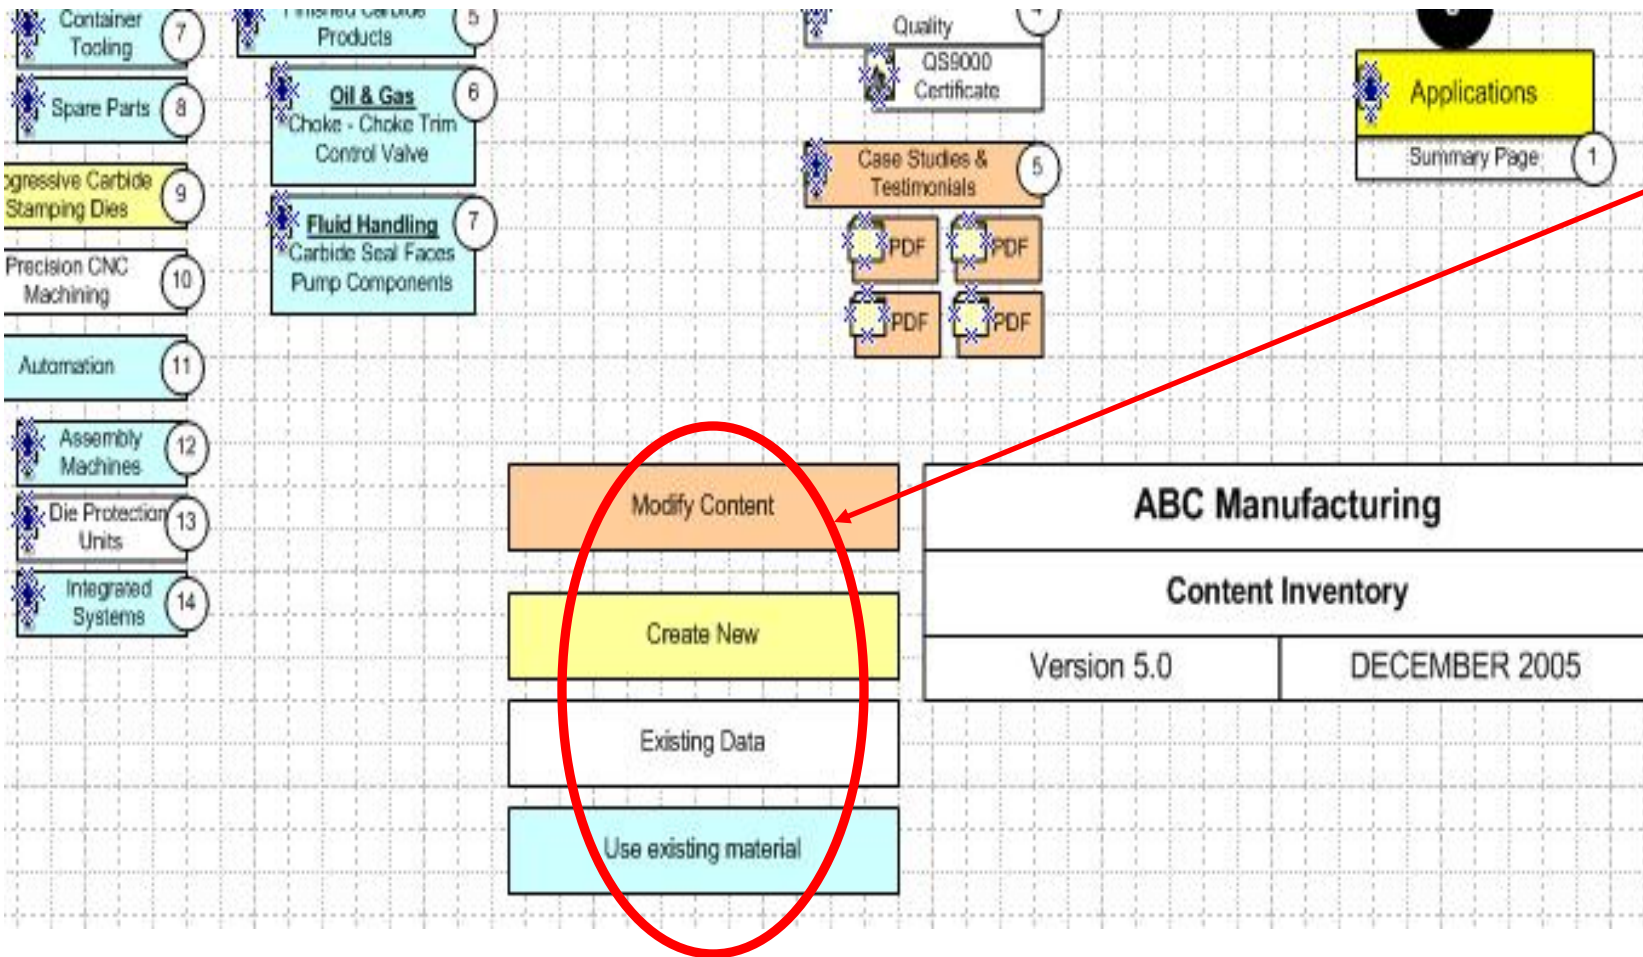 Container
Tooling
7
Spare Parts
8
Carbide
Stamping Dies
9
Precision CNC
Machining
10
Automation
11
Assembly
Machines
12
Die Protection
Units
13
Integrated
Systems
14
Finished Carbide
Products
5
Oil & Gas
6
Choke - Choke Trim
Control Valve
Fluid Handling
7
Carbide Seal Faces
Pump Components
Quality
QS9000
Certificate
Case Studies &
Testimonials
5
PDF PDF
PDF PDF
Applications
Summary Page
1
Modify Content
Create New
Existing Data
Use existing material
ABC Manufacturing
Content Inventory
Version 5.0 DECEMBER 2005